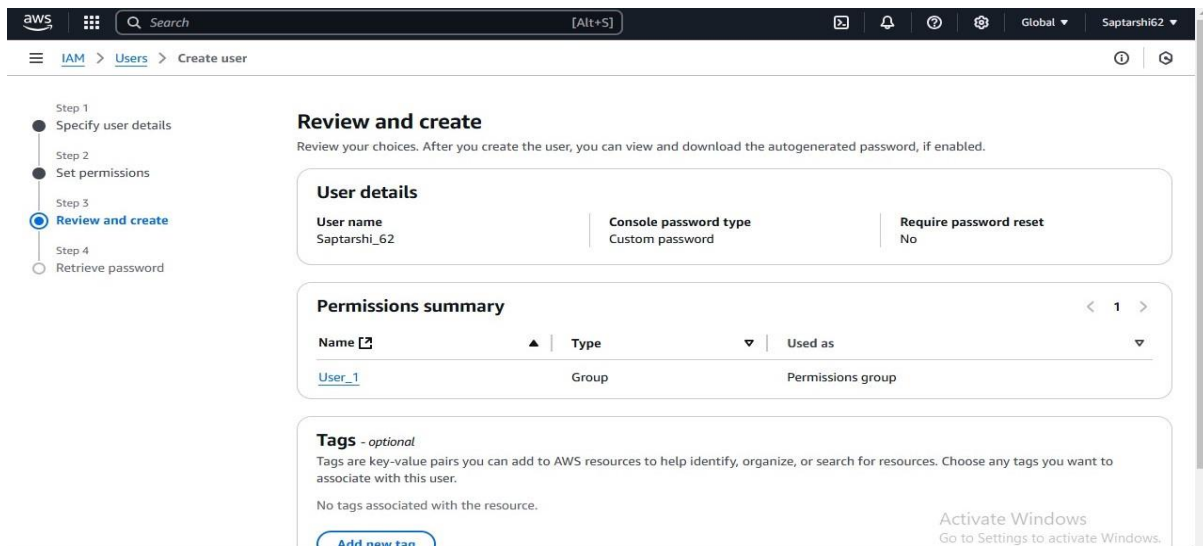 aws
Search [Alt+S]
Global
Saptarshi62
IAM > Users > Create user
Step 1
Specify user details
Step 2
Set permissions
Step 3
Review and create
Step 4
Retrieve password
Review and create
Review your choices. After you create the user, you can view and download the autogenerated password, if enabled.
User details
User name
Saptarshi_62
Console password type
Custom password
Require password reset
No
Permissions summary
< 1 >
Name Type Used as
User_1 Group Permissions group
Tags - optional
Tags are key-value pairs you can add to AWS resources to help identify, organize, or search for resources. Choose any tags you want to
associate with this user.
No tags associated with the resource.
Add new tag
Activate Windows
Go to Settings to activate Windows.